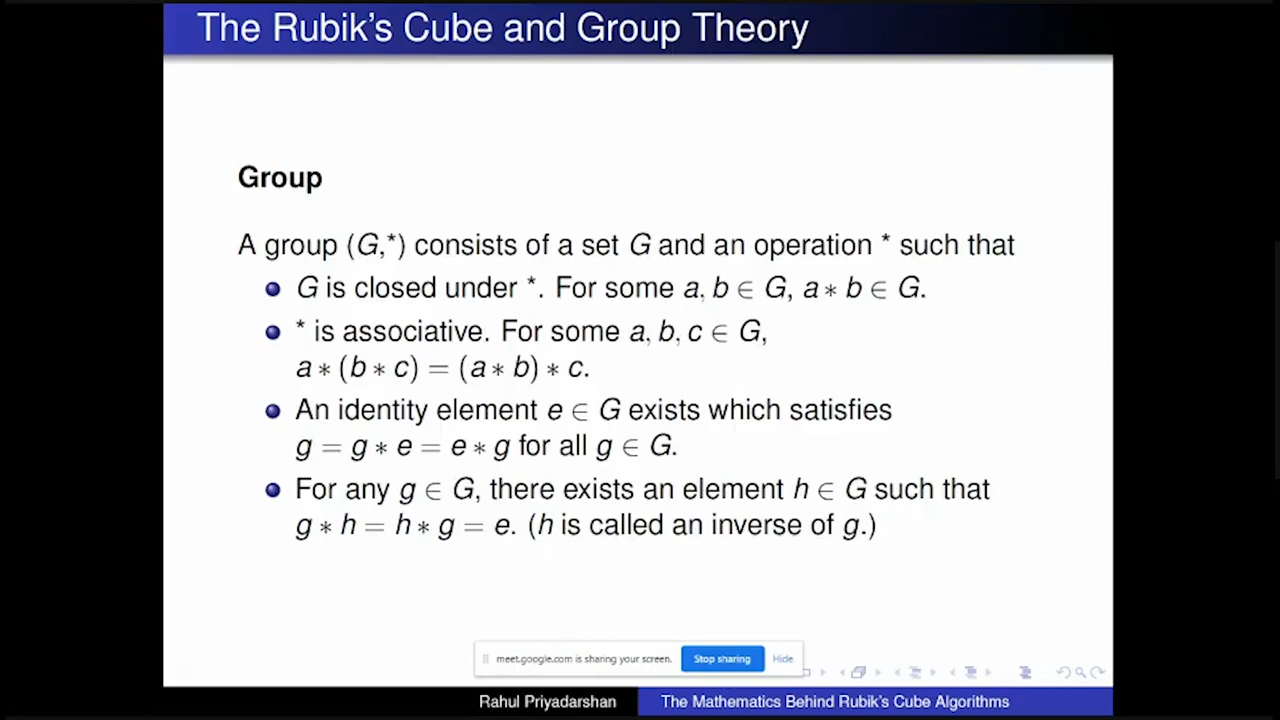 The Rubik's Cube and Group Theory
Group
A group (G,*) consists of a set G and an operation * such that
G is closed under *. For some a, b ∈ G, a ∗ b ∈ G.
* is associative. For some a, b, c ∈ G,
a ∗ (b ∗ c) = (a ∗ b) ∗ c.
An identity element e ∈ G exists which satisfies
g = g ∗ e = e ∗ g for all g ∈ G.
For any g ∈ G, there exists an element h ∈ G such that
g ∗ h = h ∗ g = e. (h is called an inverse of g.)
meet.google.com is sharing your screen. Stop sharing Hide
Rahul Priyadarshan The Mathematics Behind Rubik's Cube Algorithms